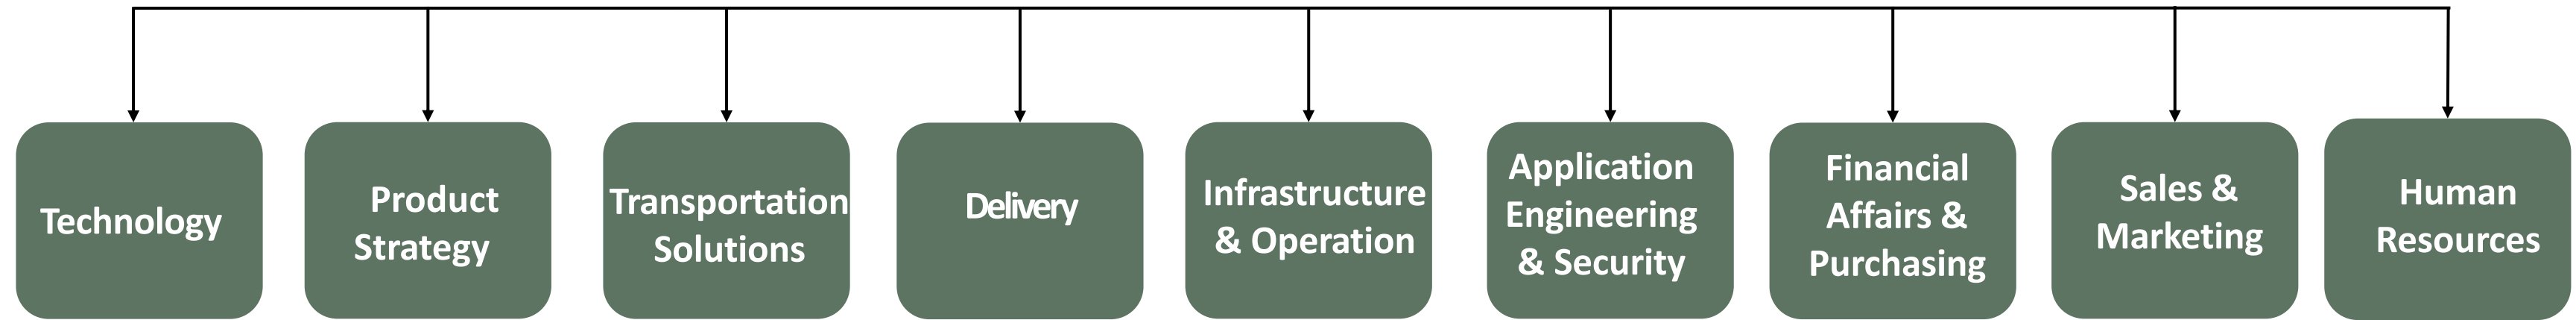 Technology
Product
Strategy
Transportation
Solutions
Delivery
Infrastructure
& Operation
Application
Engineering
& Security
Financial
Affairs &
Purchasing
Sales &
Marketing
Human
Resources